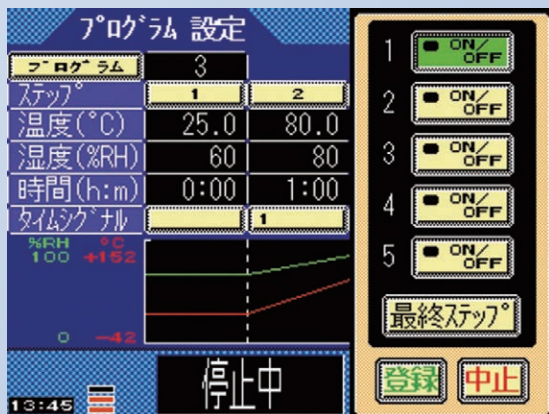 プログラム 設定
プログラム 3
ステップ 1 2
温度(°C) 25.0 80.0
湿度(%RH) 60 80
時間(h:m) 0:00 1:00
タイムシグナル 1
%RH °C
100 +152
0 -42
13:45 停止中
1 ON/OFF
2 ON/OFF
3 ON/OFF
4 ON/OFF
5 ON/OFF
最終ステップ
登録 中止